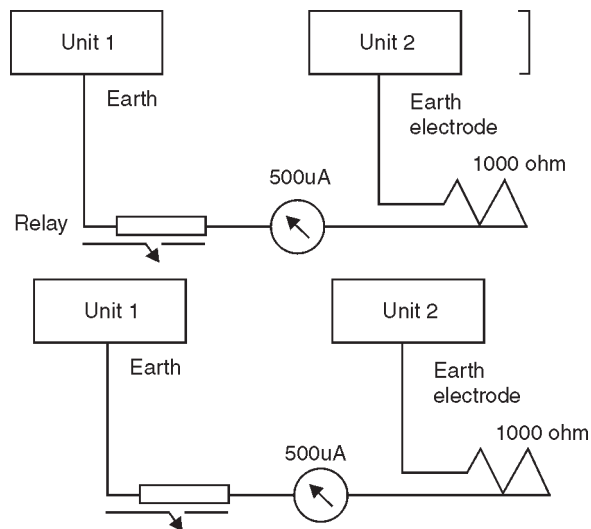 Unit 1
Unit 2
Earth
Earth
electrode
1000 ohm
500uA
Relay
Unit 1
Unit 2
Earth
Earth
electrode
1000 ohm
500uA